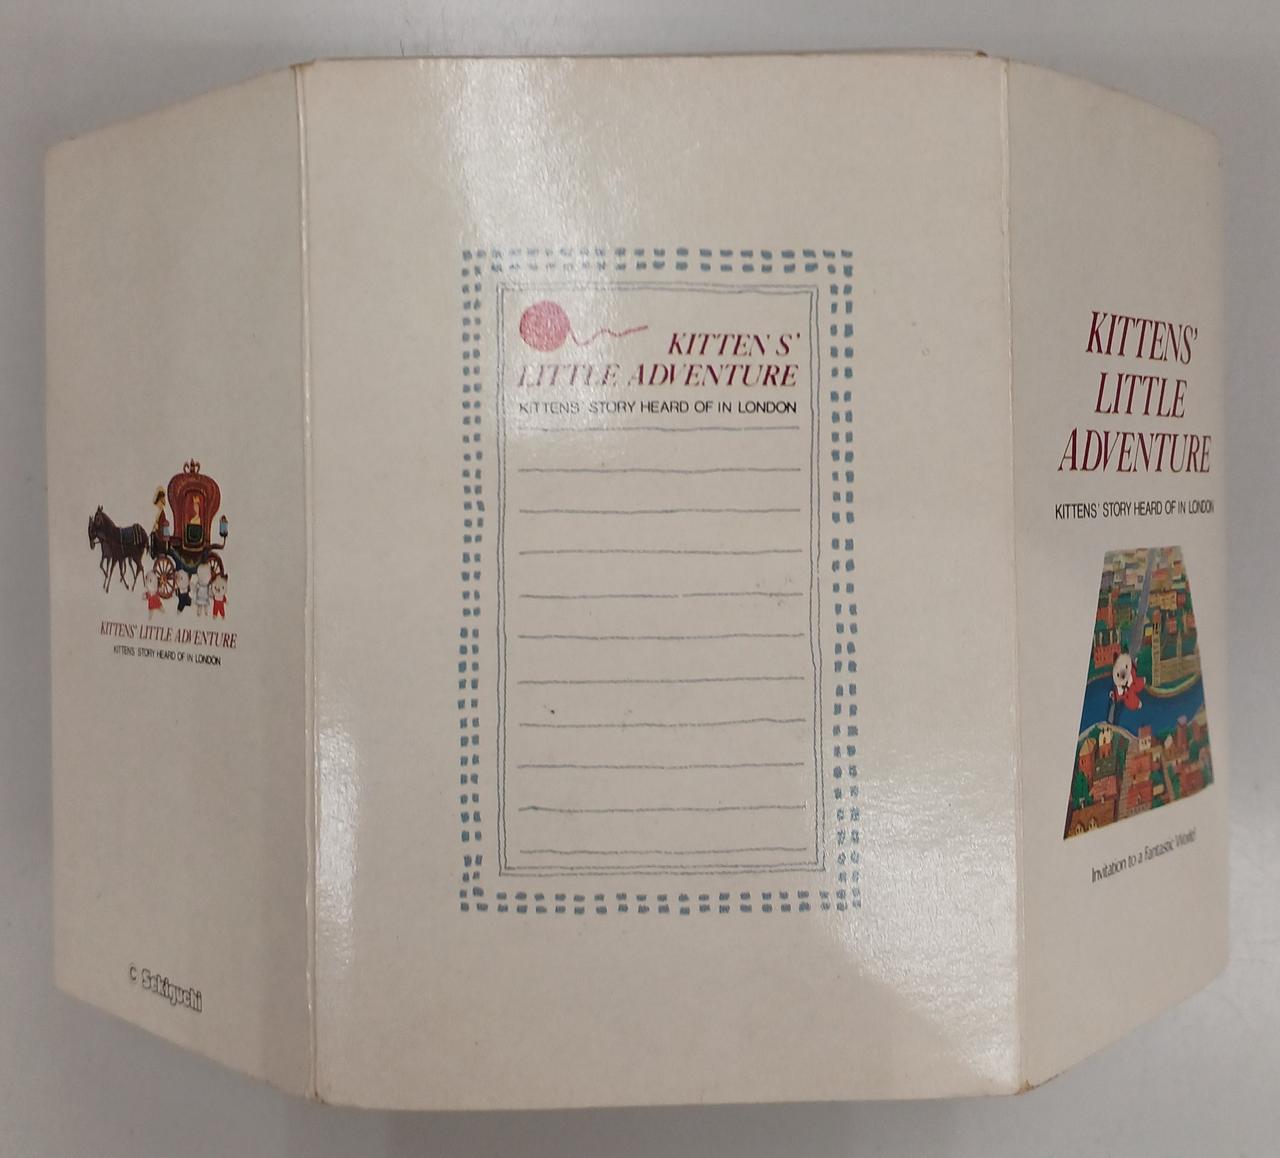 KITTENS' LITTLE ADVENTURE
KITTENS' STORY HEARD OF IN LONDON
© Sekiguchi
KITTEN S'
LITTLE ADVENTURE
KITTENS' STORY HEARD OF IN LONDON
KITTENS'
LITTLE
ADVENTURE
KITTENS' STORY HEARD OF IN LONDON
Invitation to a Fantastic World